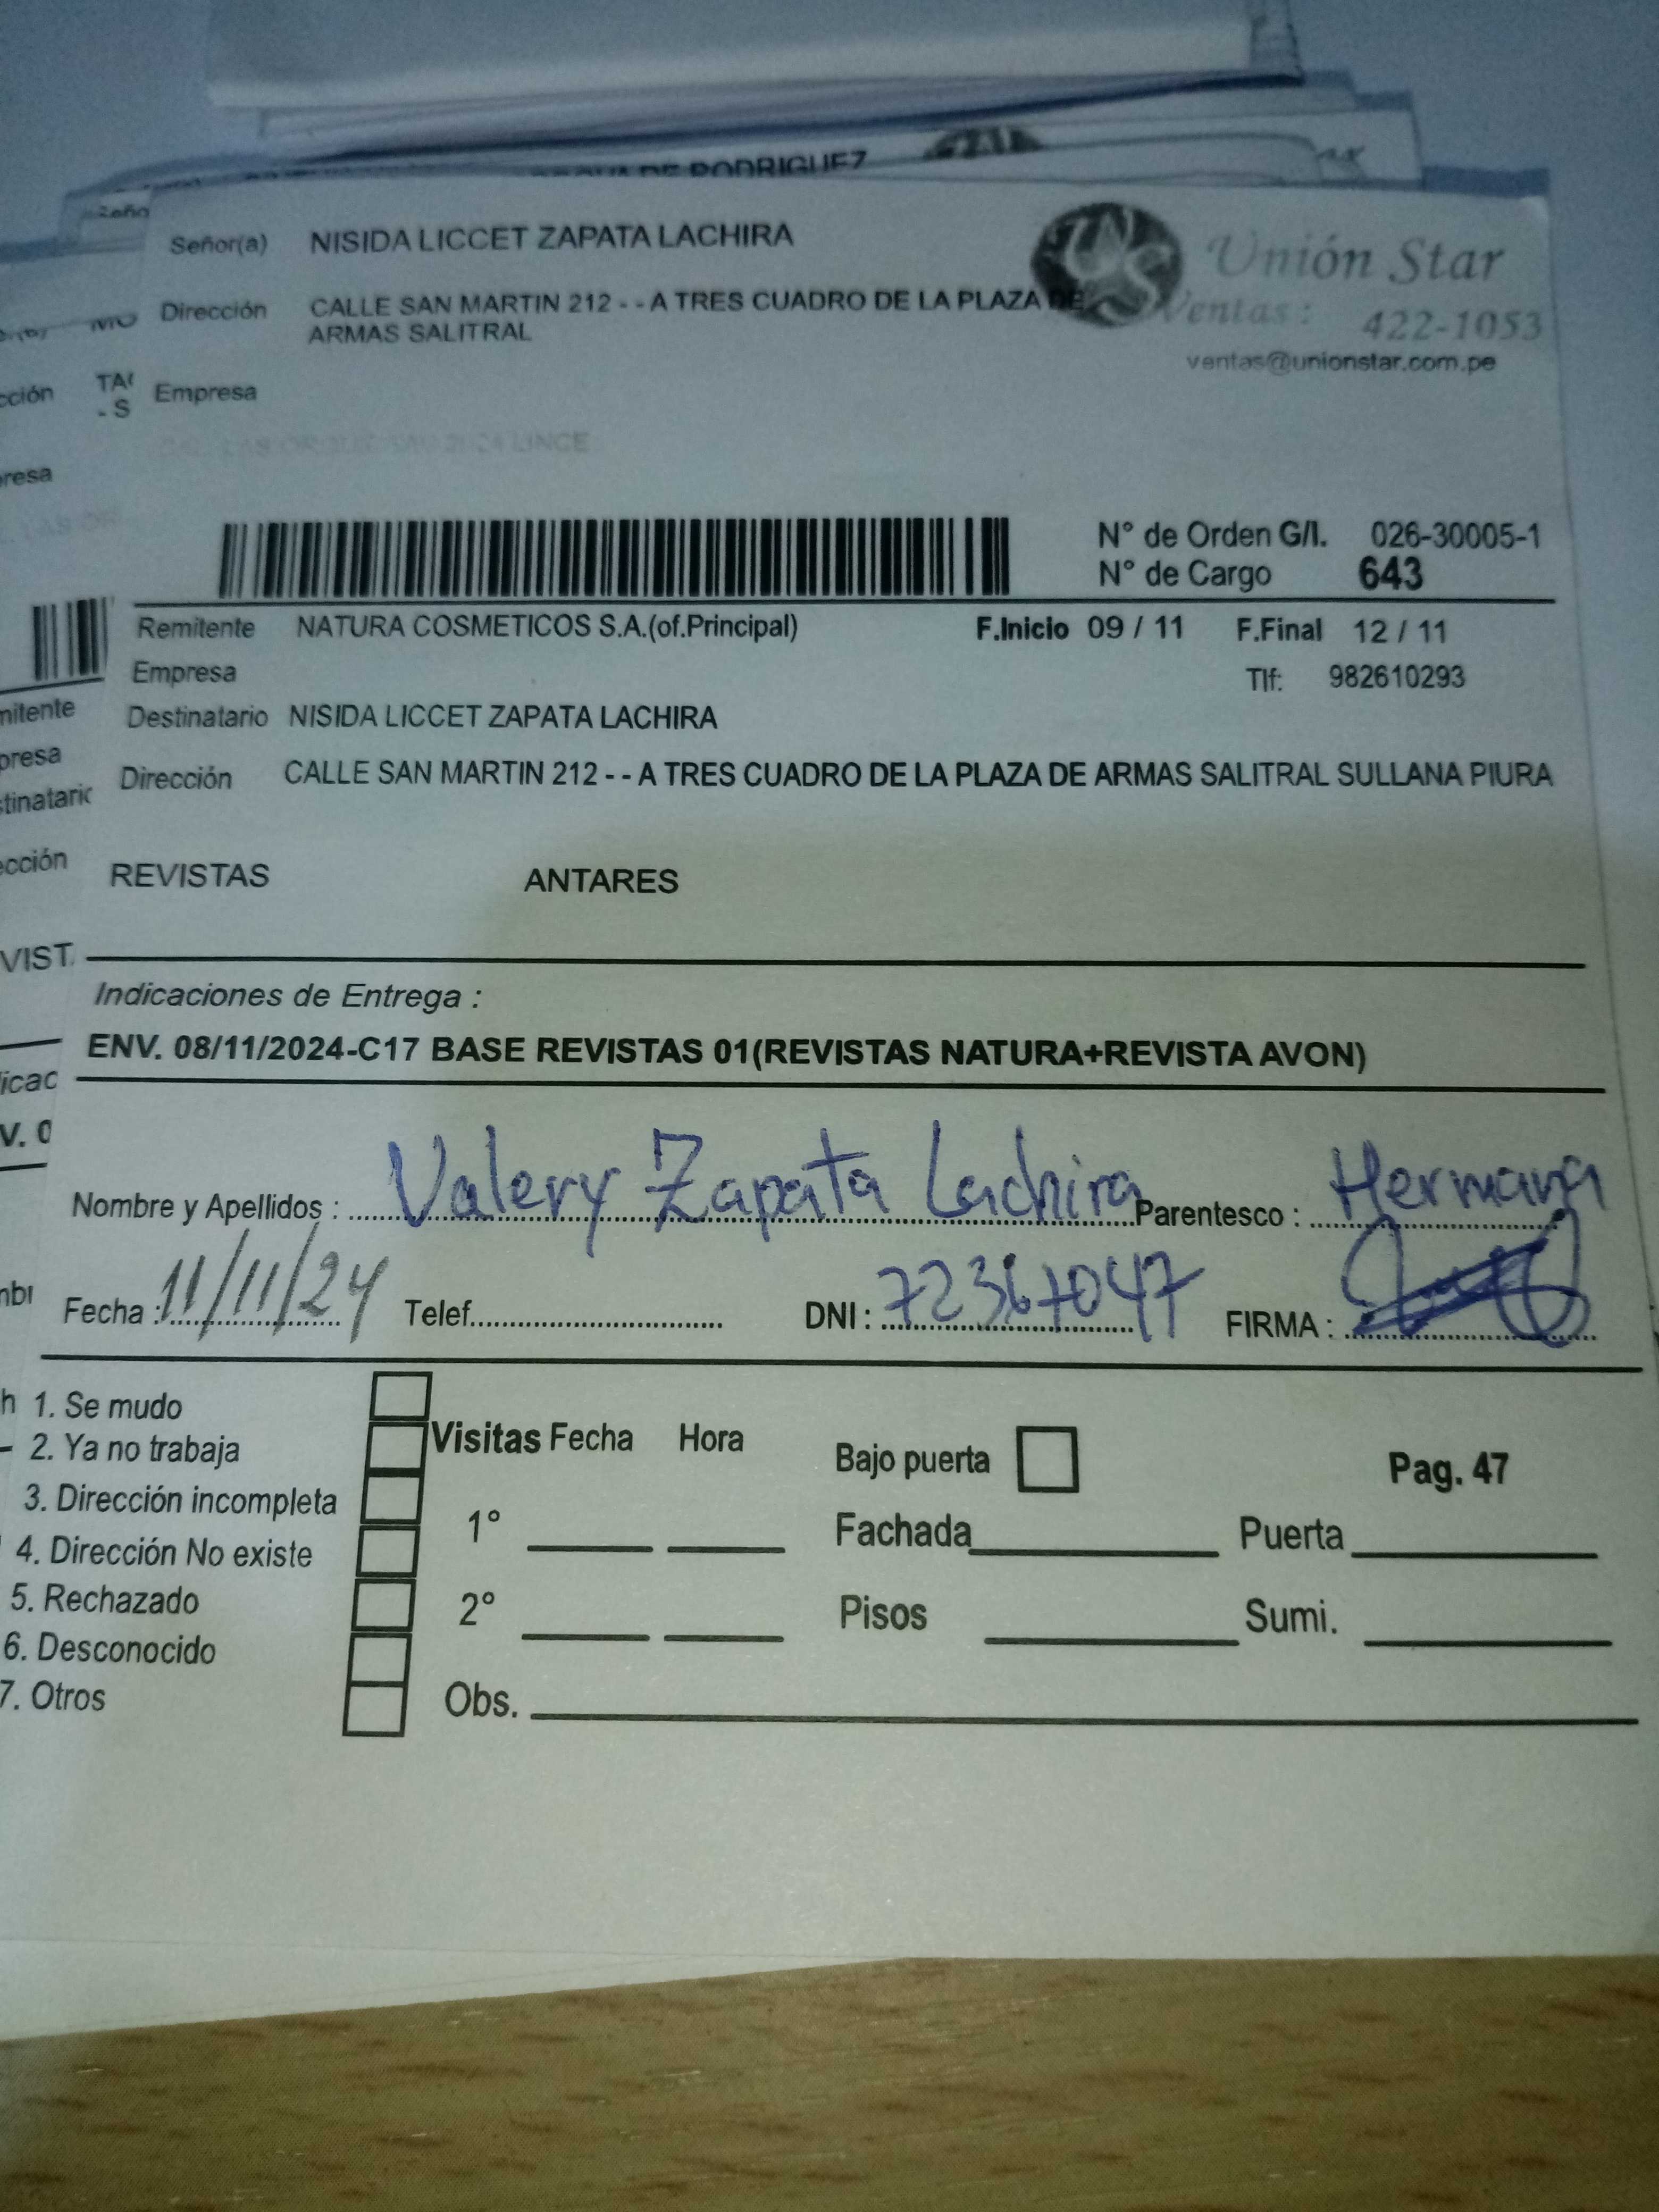 DE RODRIGUEZ
Señor(a) NISIDA LICCET ZAPATA LACHIRA
Unión Star
Dirección CALLE SAN MARTIN 212 - - A TRES CUADRO DE LA PLAZA DE
ARMAS SALITRAL
Ventas: 422-1053
ventas@unionstar.com.pe
Empresa
N° de Orden G/I. 026-30005-1
N° de Cargo 643
Remitente NATURA COSMETICOS S.A.(of.Principal) F.Inicio 09 / 11 F.Final 12 / 11
Empresa Tlf: 982610293
Destinatario NISIDA LICCET ZAPATA LACHIRA
Dirección CALLE SAN MARTIN 212 - - A TRES CUADRO DE LA PLAZA DE ARMAS SALITRAL SULLANA PIURA
REVISTAS ANTARES
Indicaciones de Entrega :
ENV. 08/11/2024-C17 BASE REVISTAS 01(REVISTAS NATURA+REVISTA AVON)
Nombre y Apellidos : Valery Zapata Lachira Parentesco : Hermana
Fecha : 11/11/24 Telef. DNI : 72367047 FIRMA :
1. Se mudo
2. Ya no trabaja
3. Dirección incompleta
4. Dirección No existe
5. Rechazado
6. Desconocido
7. Otros
Visitas Fecha Hora
1°
2°
Obs.
Bajo puerta
Pag. 47
Fachada Puerta
Pisos Sumi.